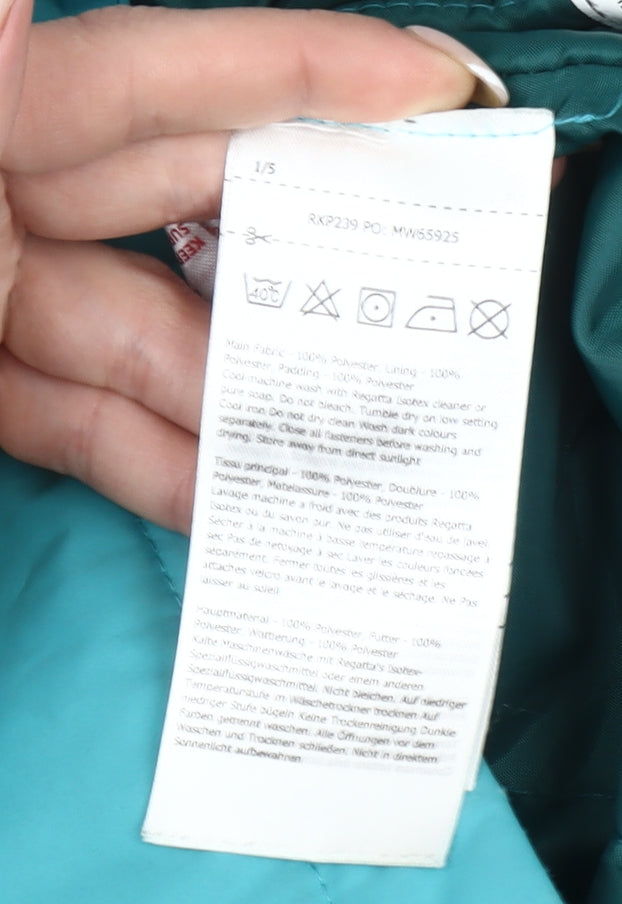 1/5
RKP239 PO: MW65925
40°C
Main Fabric - 100% Polyester, Lining - 100%
Polyester, Padding - 100% Polyester
Cool machine wash with Regatta Isotex cleaner or
pure soap. Do not bleach. Tumble dry on low setting
Cool iron Do not dry clean Wash dark colours
separately. Close all fasteners before washing and
drying. Store away from direct sunlight
Tissu principal - 100% Polyester, Doublure - 100%
Polyester, Matelassure - 100% Polyester
Lavage machine a froid avec des produits Regatta
Isotex ou du savon pur. Ne pas utiliser d'eau de javel
Sécher à la machine à basse température repassage à
sec Pas de nettoyage à sec Laver les couleurs foncées
séparément. Fermer toutes les glissières et les
attaches velcro avant le lavage et le séchage. Ne Pas
laisser au soleil
Hauptmaterial - 100% Polyester, Futter - 100%
Polyester, Wattierung - 100% Polyester
Kalte Maschinenwäsche mit Regatta's Isotex-
Spezialflüssigwaschmittel oder einem anderen
Spezialflüssigwaschmittel. Nicht bleichen. Auf niedriger
Temperaturstufe im Wäschetrockner trocknen Auf
niedriger Stufe bügeln Keine Trockenreinigung Dunkle
Farben getrennt waschen. Alle Öffnungen vor dem
Waschen und Trocknen schließen. Nicht in direktem
Sonnenlicht aufbewahren
KEEP